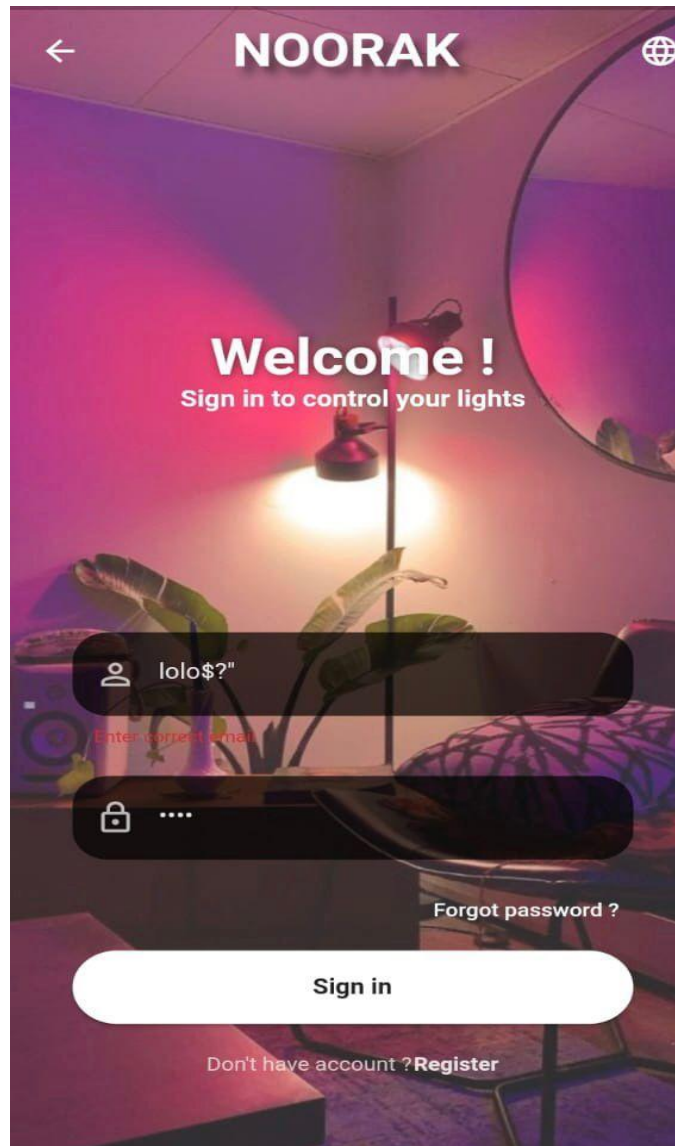 NOORAK
Welcome !
Sign in to control your lights
lolo$?"
Enter correct email
••••
Forgot password ?
Sign in
Don't have account ?Register